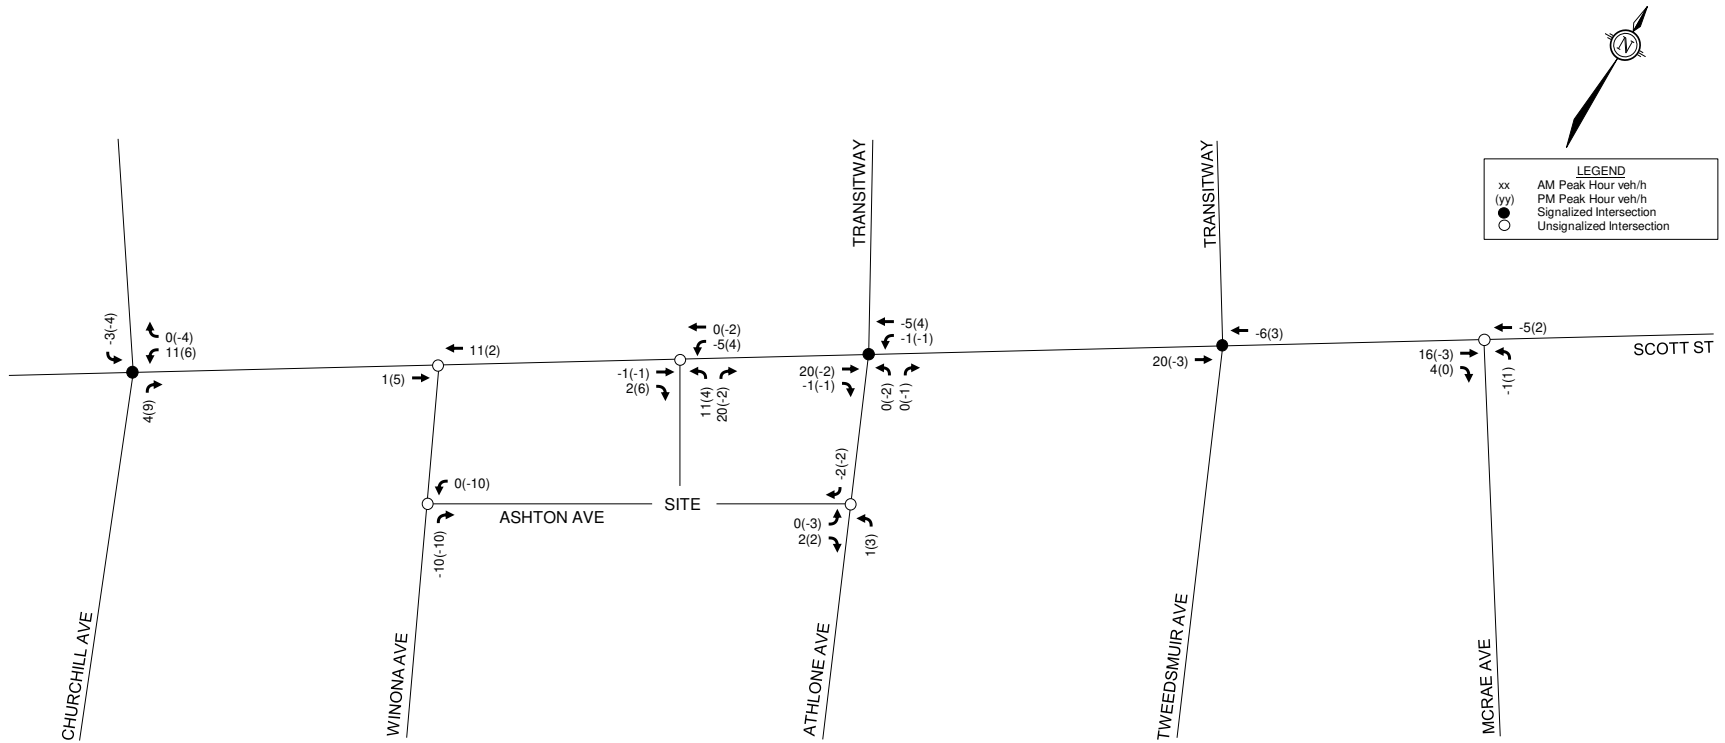 N
TRANSITWAY
TRANSITWAY
LEGEND
xx AM Peak Hour veh/h
(yy) PM Peak Hour veh/h
Signalized Intersection
Unsignalized Intersection
-3(-4)
0(-4)
11(6)
4(9)
11(2)
1(5)
0(-2)
-5(4)
-1(-1)
2(6)
11(4)
20(-2)
-5(4)
-1(-1)
20(-2)
-1(-1)
0(-2)
0(-1)
-6(3)
20(-3)
-5(2)
16(-3)
4(0)
-1(1)
SCOTT ST
0(-10)
-10(-10)
ASHTON AVE
SITE
-2(-2)
0(-3)
2(2)
1(3)
CHURCHILL AVE
WINONA AVE
ATHLONE AVE
TWEEDSMUIR AVE
MCRAE AVE